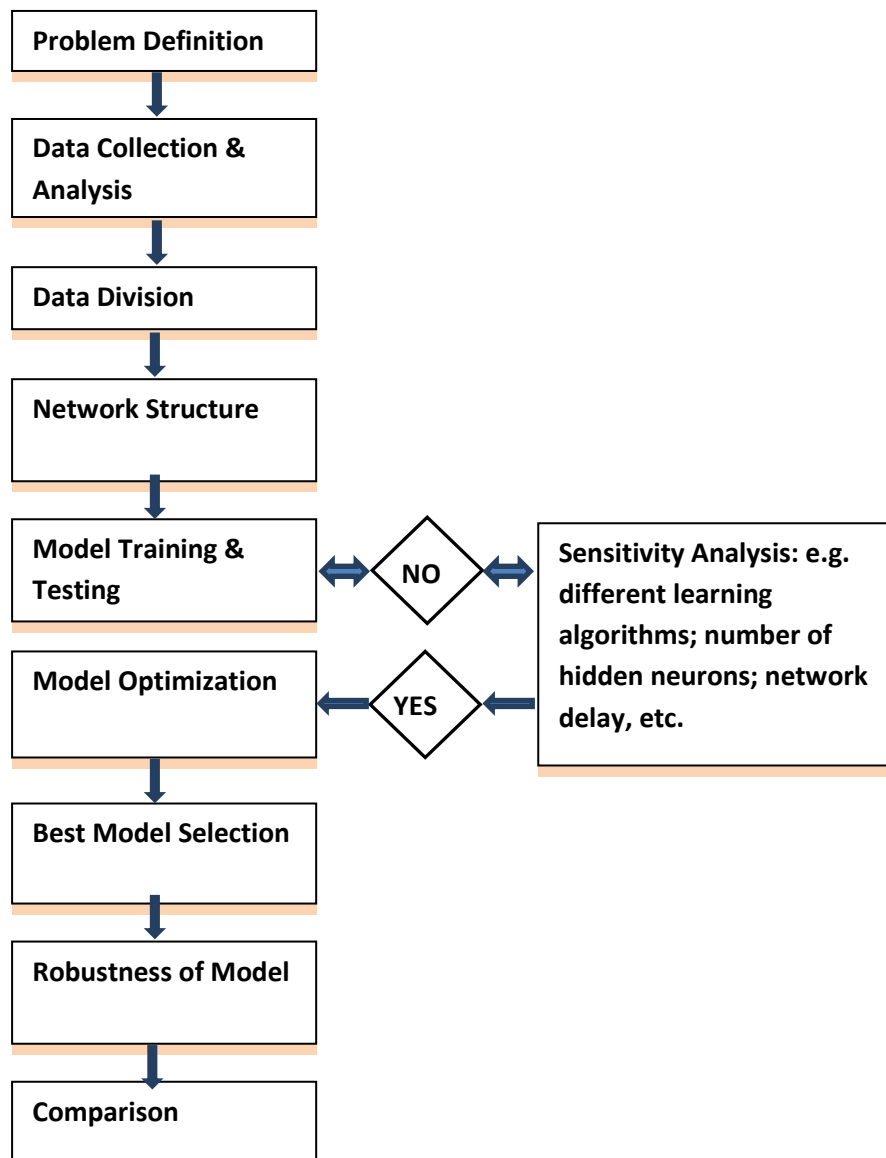 Problem Definition
Data Collection &
Analysis
Data Division
Network Structure
Model Training &
Testing
NO
Sensitivity Analysis: e.g.
different learning
algorithms; number of
hidden neurons; network
delay, etc.
Model Optimization
YES
Best Model Selection
Robustness of Model
Comparison